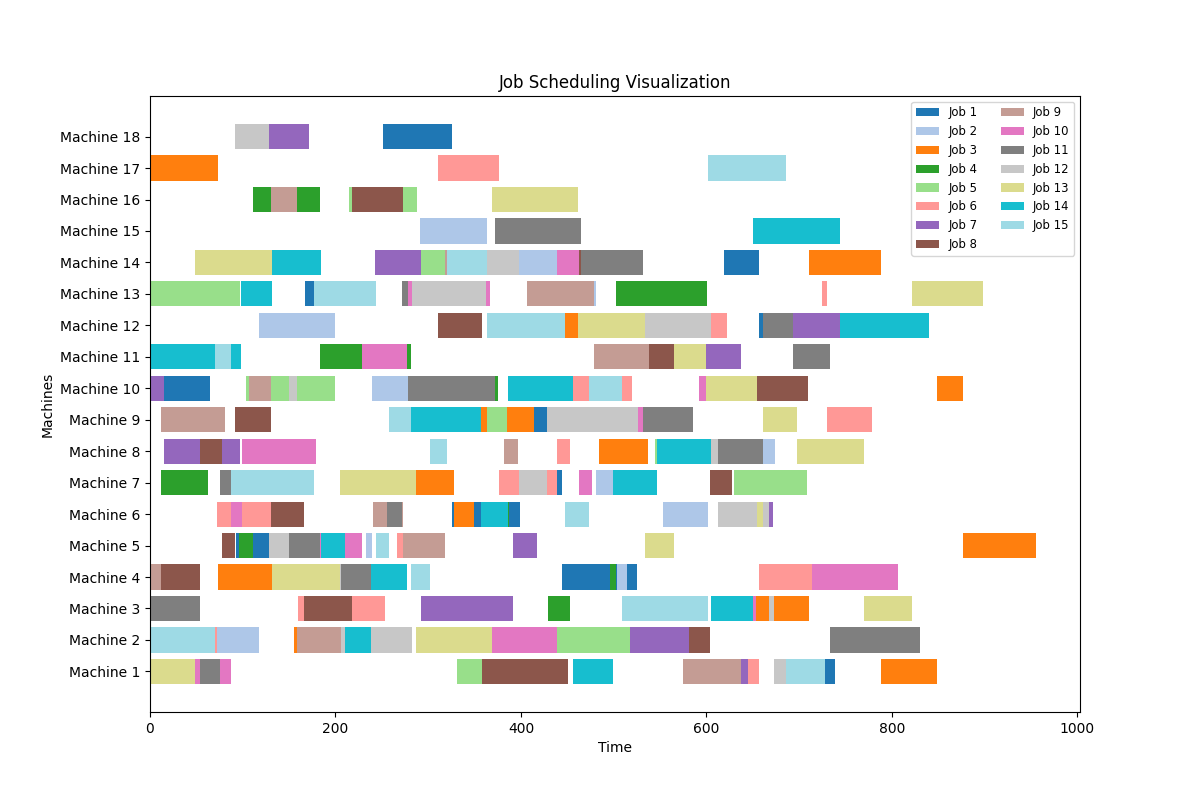 Job Scheduling Visualization
Machines
Machine 18
Machine 17
Machine 16
Machine 15
Machine 14
Machine 13
Machine 12
Machine 11
Machine 10
Machine 9
Machine 8
Machine 7
Machine 6
Machine 5
Machine 4
Machine 3
Machine 2
Machine 1
Job 1 Job 9
Job 2 Job 10
Job 3 Job 11
Job 4 Job 12
Job 5 Job 13
Job 6 Job 14
Job 7 Job 15
Job 8
0 200 400 600 800 1000
Time